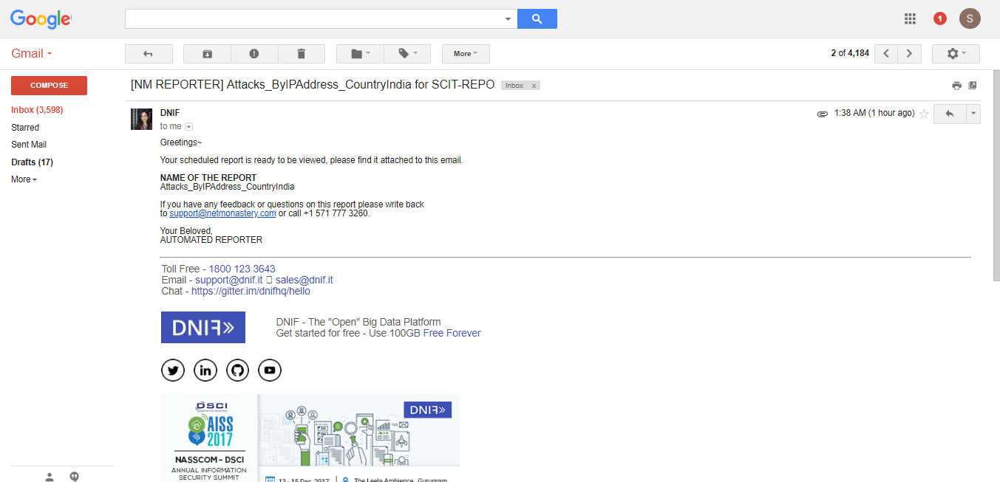 Google
1
S
Gmail
More
2 of 4,184
COMPOSE
[NM REPORTER] Attacks_ByIPAddress_CountryIndia for SCIT-REPO
Inbox x
Inbox (3,598)
Starred
Sent Mail
Drafts (17)
More
DNIF
1:38 AM (1 hour ago)
to me
Greetings~
Your scheduled report is ready to be viewed, please find it attached to this email.
NAME OF THE REPORT
Attacks_ByIPAddress_CountryIndia
If you have any feedback or questions on this report please write back
to support@netmonastery.com or call +1 571 777 3260.
Your Beloved,
AUTOMATED REPORTER
Toll Free - 1800 123 3643
Email - support@dnif.it ▯ sales@dnif.it
Chat - https://gitter.im/dnifhq/hello
DNIF»
DNIF - The "Open" Big Data Platform
Get started for free - Use 100GB Free Forever
in
DSCI
AISS
2017
NASSCOM - DSCI
ANNUAL INFORMATION
SECURITY SUMMIT
DNIF»
13 - 15 Dec, 2017 | The Leela Ambience, Gurugram